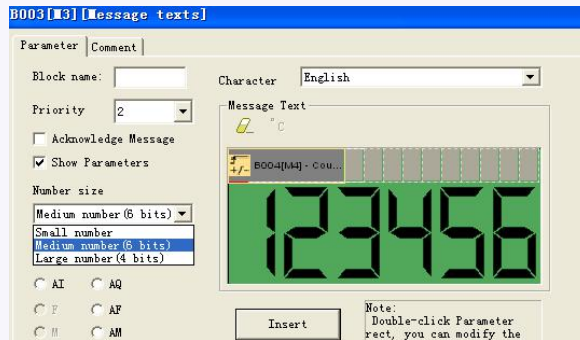 B003[M3][Message texts]
Parameter
Comment
Block name:
Character
English
Priority
2
Message Text
°C
Acknowledge Message
Show Parameters
B004[M4] - Cou...
+/-
Number size
Medium number(6 bits)
Small number
Medium number(6 bits)
Large number(4 bits)
123456
AI
AQ
F
AF
M
AM
Insert
Note:
Double-click Parameter
rect, you can modify the